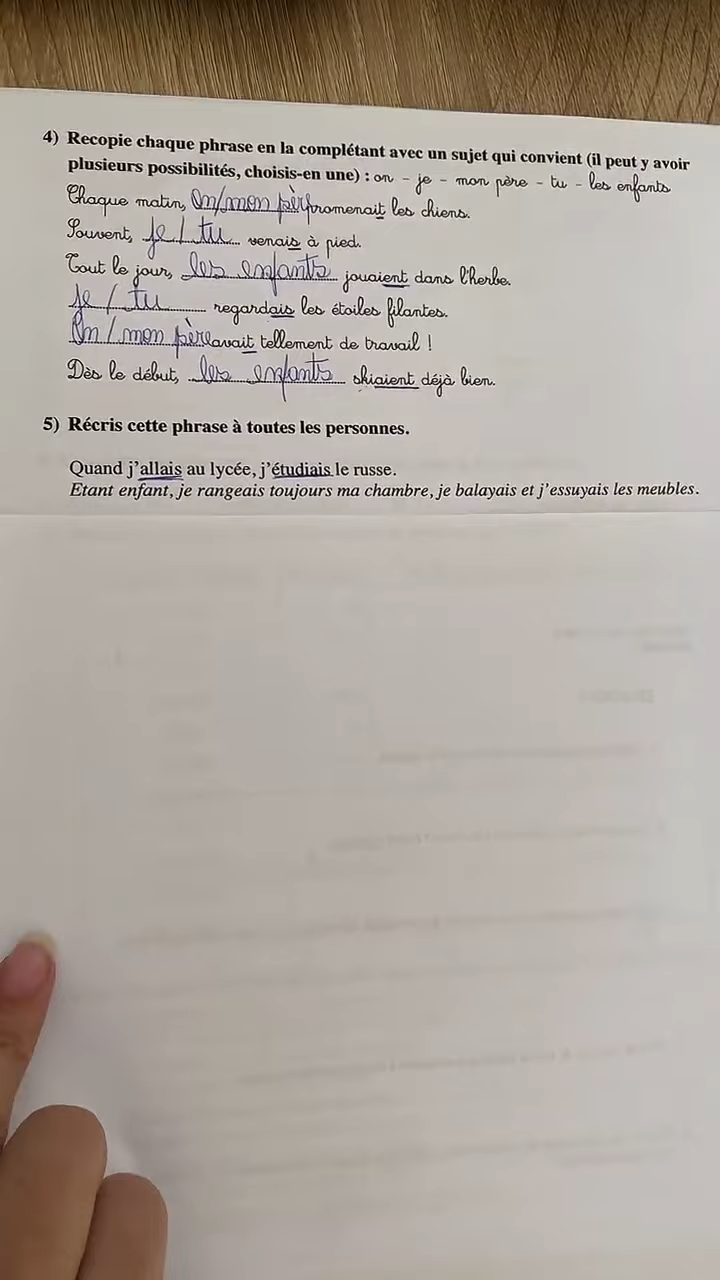 4) Recopie chaque phrase en la complétant avec un sujet qui convient (il peut y avoir
plusieurs possibilités, choisis-en une) : on - je - mon père - tu - les enfants
Chaque matin, On/mon père promenait les chiens.
Souvent, je / tu venais à pied.
Tout le jour, les enfants jouaient dans l'herbe.
je / tu regardais les étoiles filantes.
On / mon père avait tellement de travail !
Dès le début, les enfants skiaient déjà bien.
5) Récris cette phrase à toutes les personnes.
Quand j'allais au lycée, j'étudiais le russe.
Etant enfant, je rangeais toujours ma chambre, je balayais et j'essuyais les meubles.